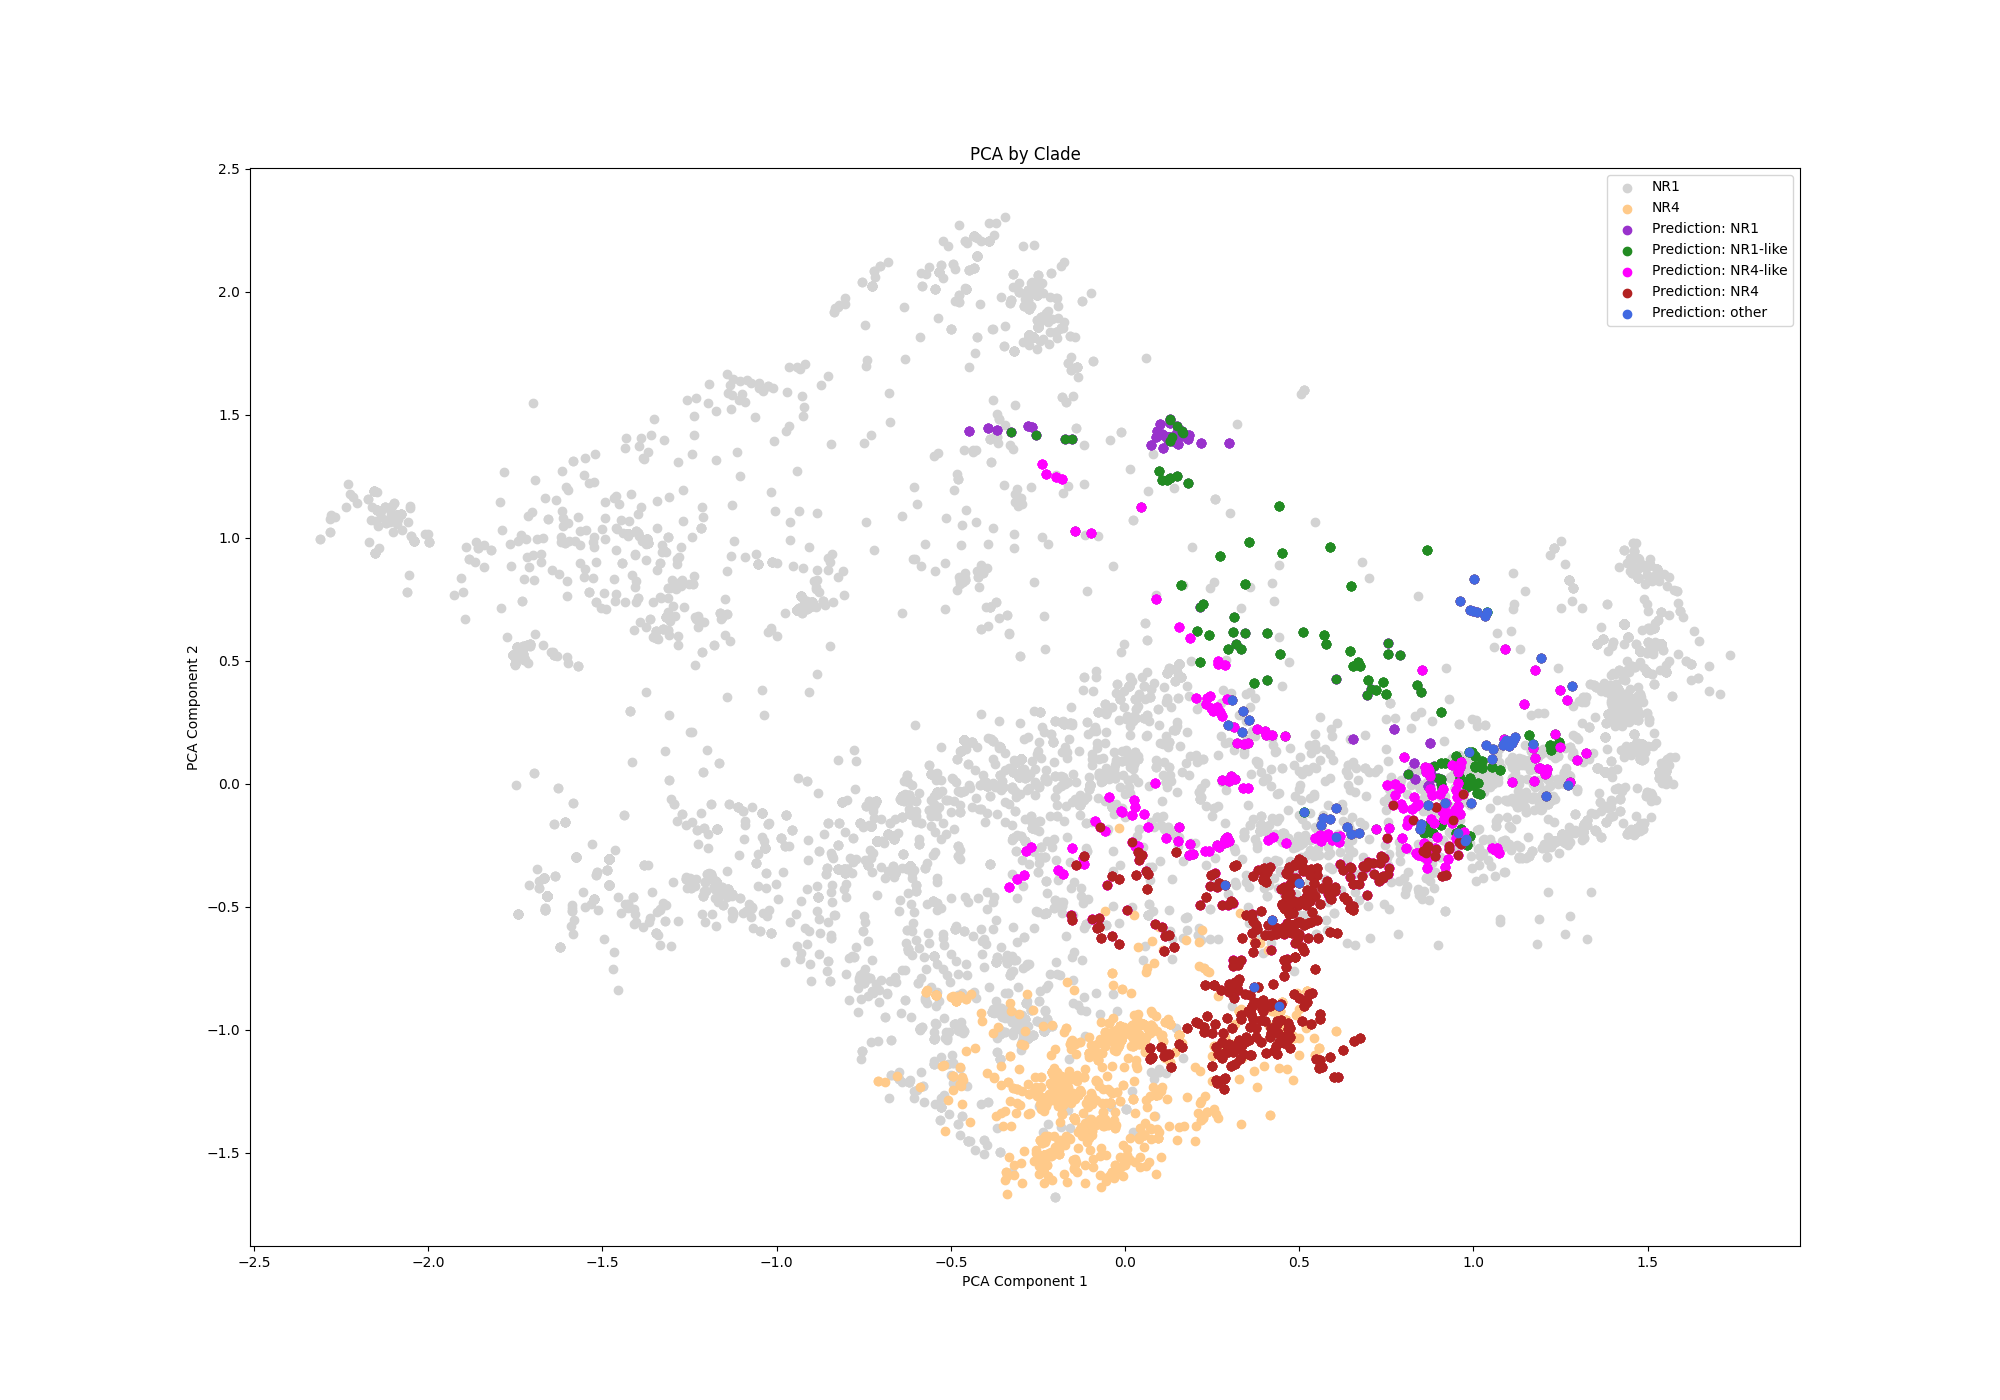 PCA by Clade
2.5
2.0
1.5
1.0
0.5
0.0
−0.5
−1.0
−1.5
PCA Component 2
NR1
NR4
Prediction: NR1
Prediction: NR1-like
Prediction: NR4-like
Prediction: NR4
Prediction: other
−2.5 −2.0 −1.5 −1.0 −0.5 0.0 0.5 1.0 1.5
PCA Component 1